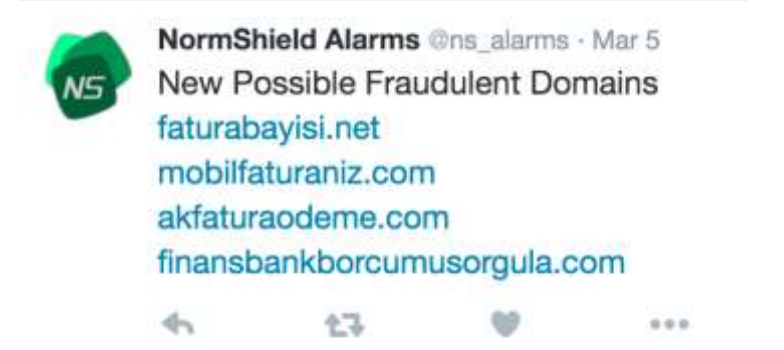 NS
NormShield Alarms @ns_alarms · Mar 5
New Possible Fraudulent Domains
faturabayisi.net
mobilfaturaniz.com
akfaturaodeme.com
finansbankborcumusorgula.com